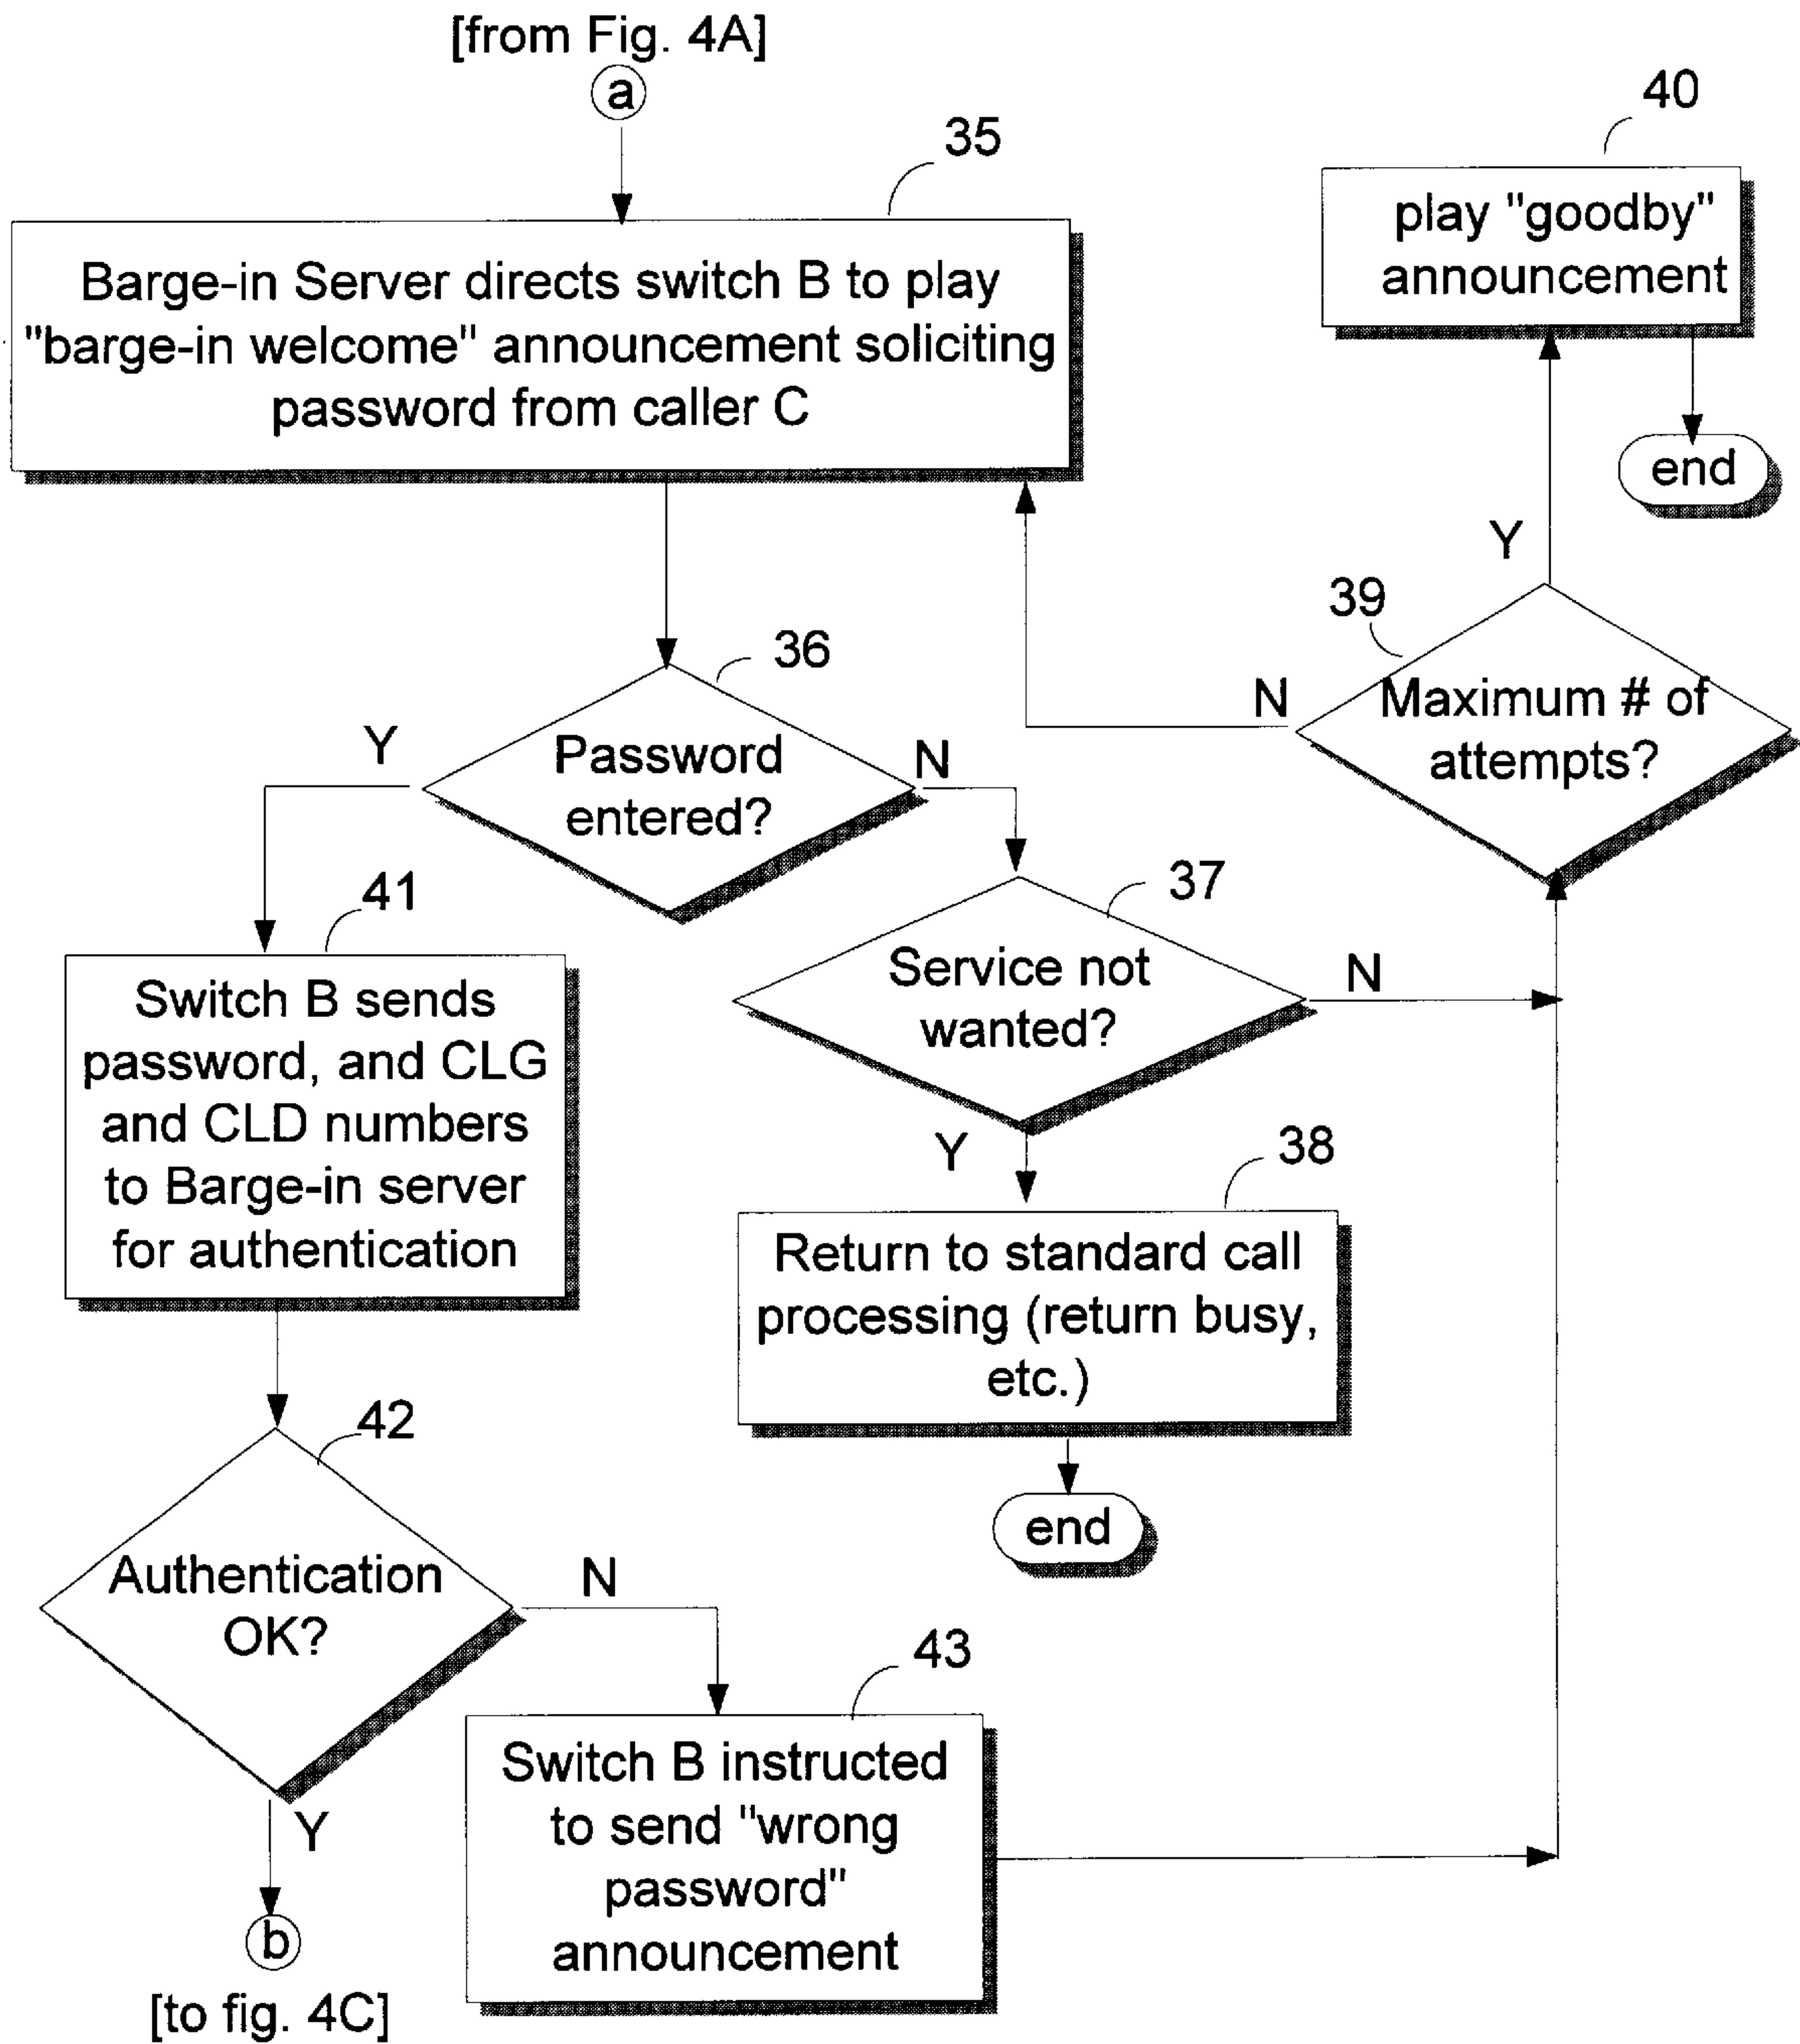 [from Fig. 4A]
a
35
Barge-in Server directs switch B to play
"barge-in welcome" announcement soliciting
password from caller C
40
play "goodby"
announcement
end
Y
39
Maximum # of
attempts?
N
36
Password
entered?
Y
N
37
Service not
wanted?
N
Y
38
Return to standard call
processing (return busy,
etc.)
end
41
Switch B sends
password, and CLG
and CLD numbers
to Barge-in server
for authentication
42
Authentication
OK?
N
Y
43
Switch B instructed
to send "wrong
password"
announcement
b
[to fig. 4C]